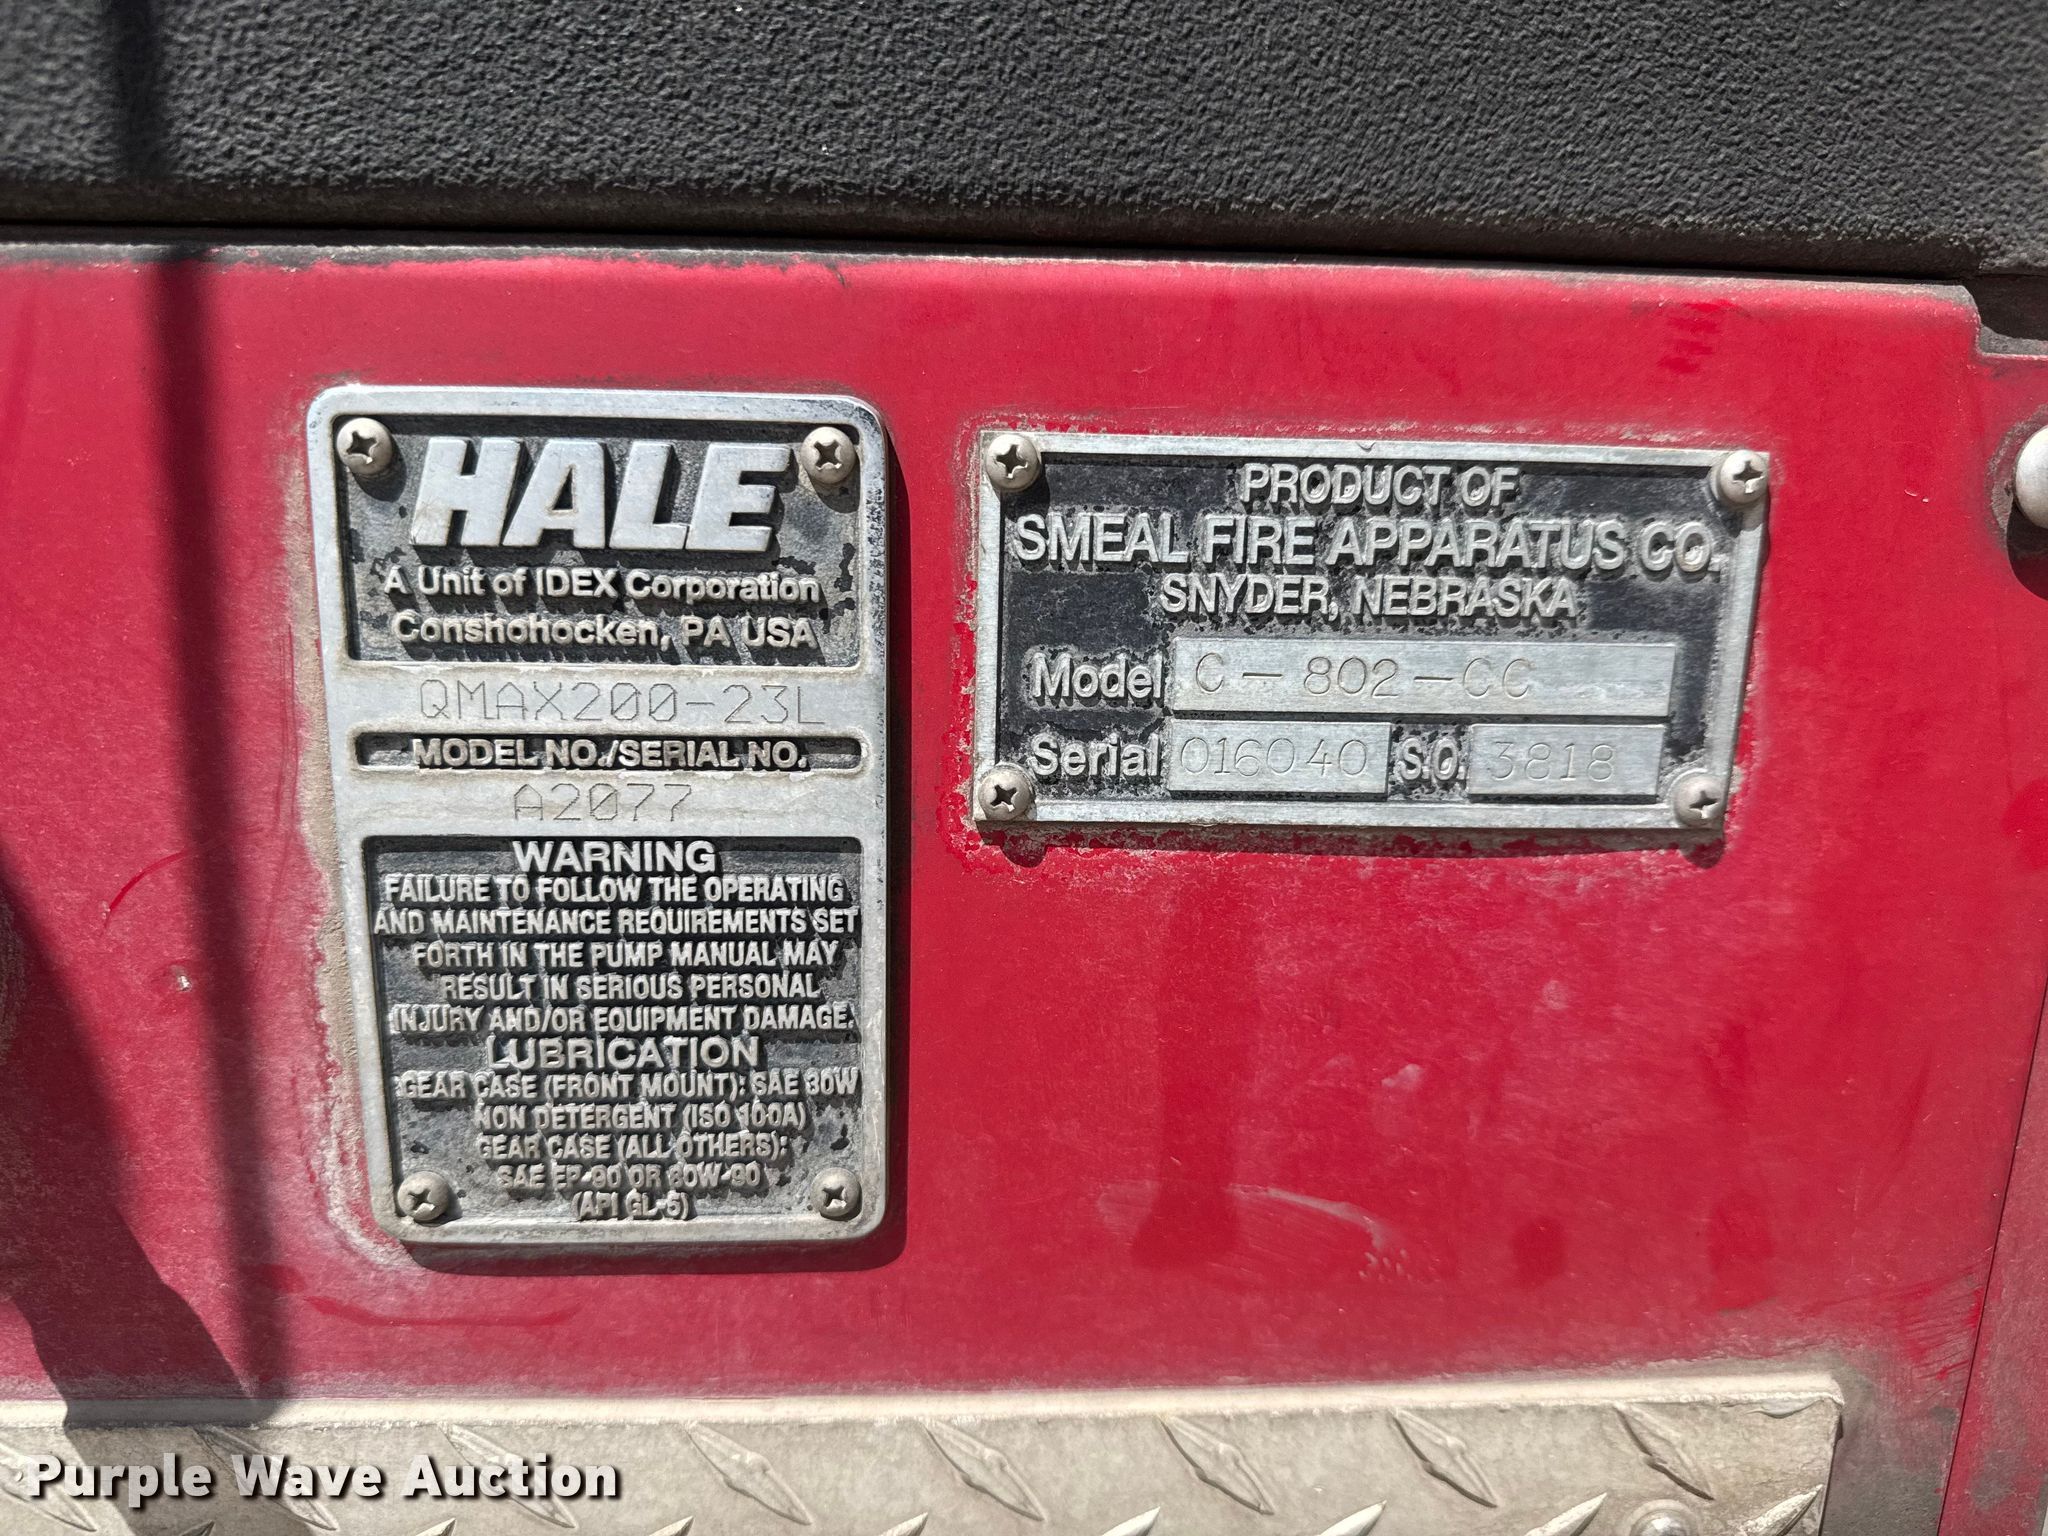 HALE
A Unit of IDEX Corporation
Conshohocken, PA USA
QMAX200-23L
MODEL NO./SERIAL NO.
A2077
WARNING
FAILURE TO FOLLOW THE OPERATING
AND MAINTENANCE REQUIREMENTS SET
FORTH IN THE PUMP MANUAL MAY
RESULT IN SERIOUS PERSONAL
INJURY AND/OR EQUIPMENT DAMAGE.
LUBRICATION
GEAR CASE (FRONT MOUNT): SAE 30W
NON DETERGENT (ISO 100A)
GEAR CASE (ALL OTHERS):
SAE EP-90 OR 80W-90
(API GL-5)
PRODUCT OF
SMEAL FIRE APPARATUS CO.
SNYDER, NEBRASKA
Model C-802-CC
Serial 016040 S.O. 3818
Purple Wave Auction